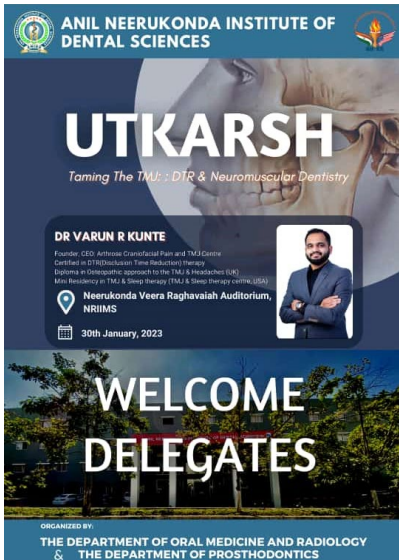 ANIL NEERUKONDA INSTITUTE OF
DENTAL SCIENCES
UTKARSH
Taming The TMJ: : DTR & Neuromuscular Dentistry
DR VARUN R KUNTE
Founder, CEO: Arthrose Craniofacial Pain and TMJ Centre
Certified in DTR(Disclusion Time Reduction) therapy
Diploma in Osteopathic approach to the TMJ & Headaches (UK)
Mini Residency in TMJ & Sleep therapy (TMJ & Sleep therapy centre, USA)
Neerukonda Veera Raghavaiah Auditorium,
NRIIMS
30th January, 2023
WELCOME
DELEGATES
ORGANIZED BY:
THE DEPARTMENT OF ORAL MEDICINE AND RADIOLOGY
& THE DEPARTMENT OF PROSTHODONTICS